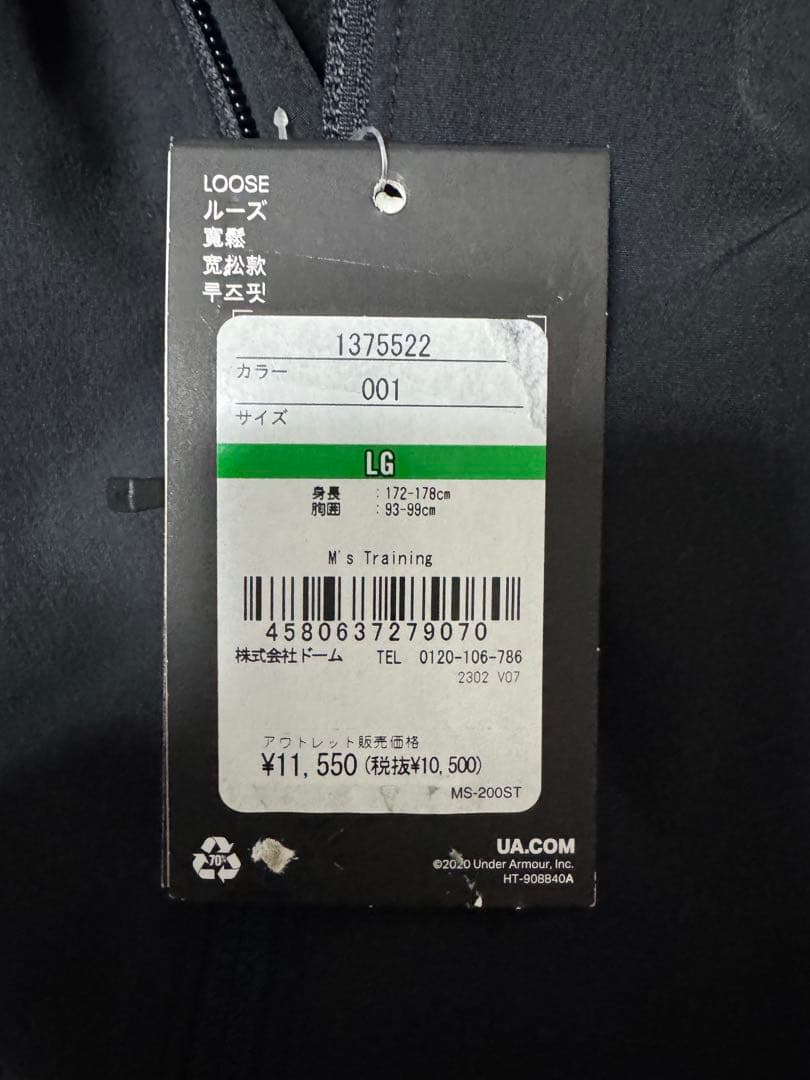 LOOSE
ルーズ
寬鬆
宽松款
루즈핏
1375522
カラー
001
サイズ
LG
身長 :172-178cm
胸囲 :93-99cm
M's Training
4580637279070
株式会社ドーム TEL 0120-106-786
2302 V07
アウトレット販売価格
¥11,550(税抜¥10,500)
MS-200ST
70%
UA.COM
©2020 Under Armour, Inc.
HT-908840A